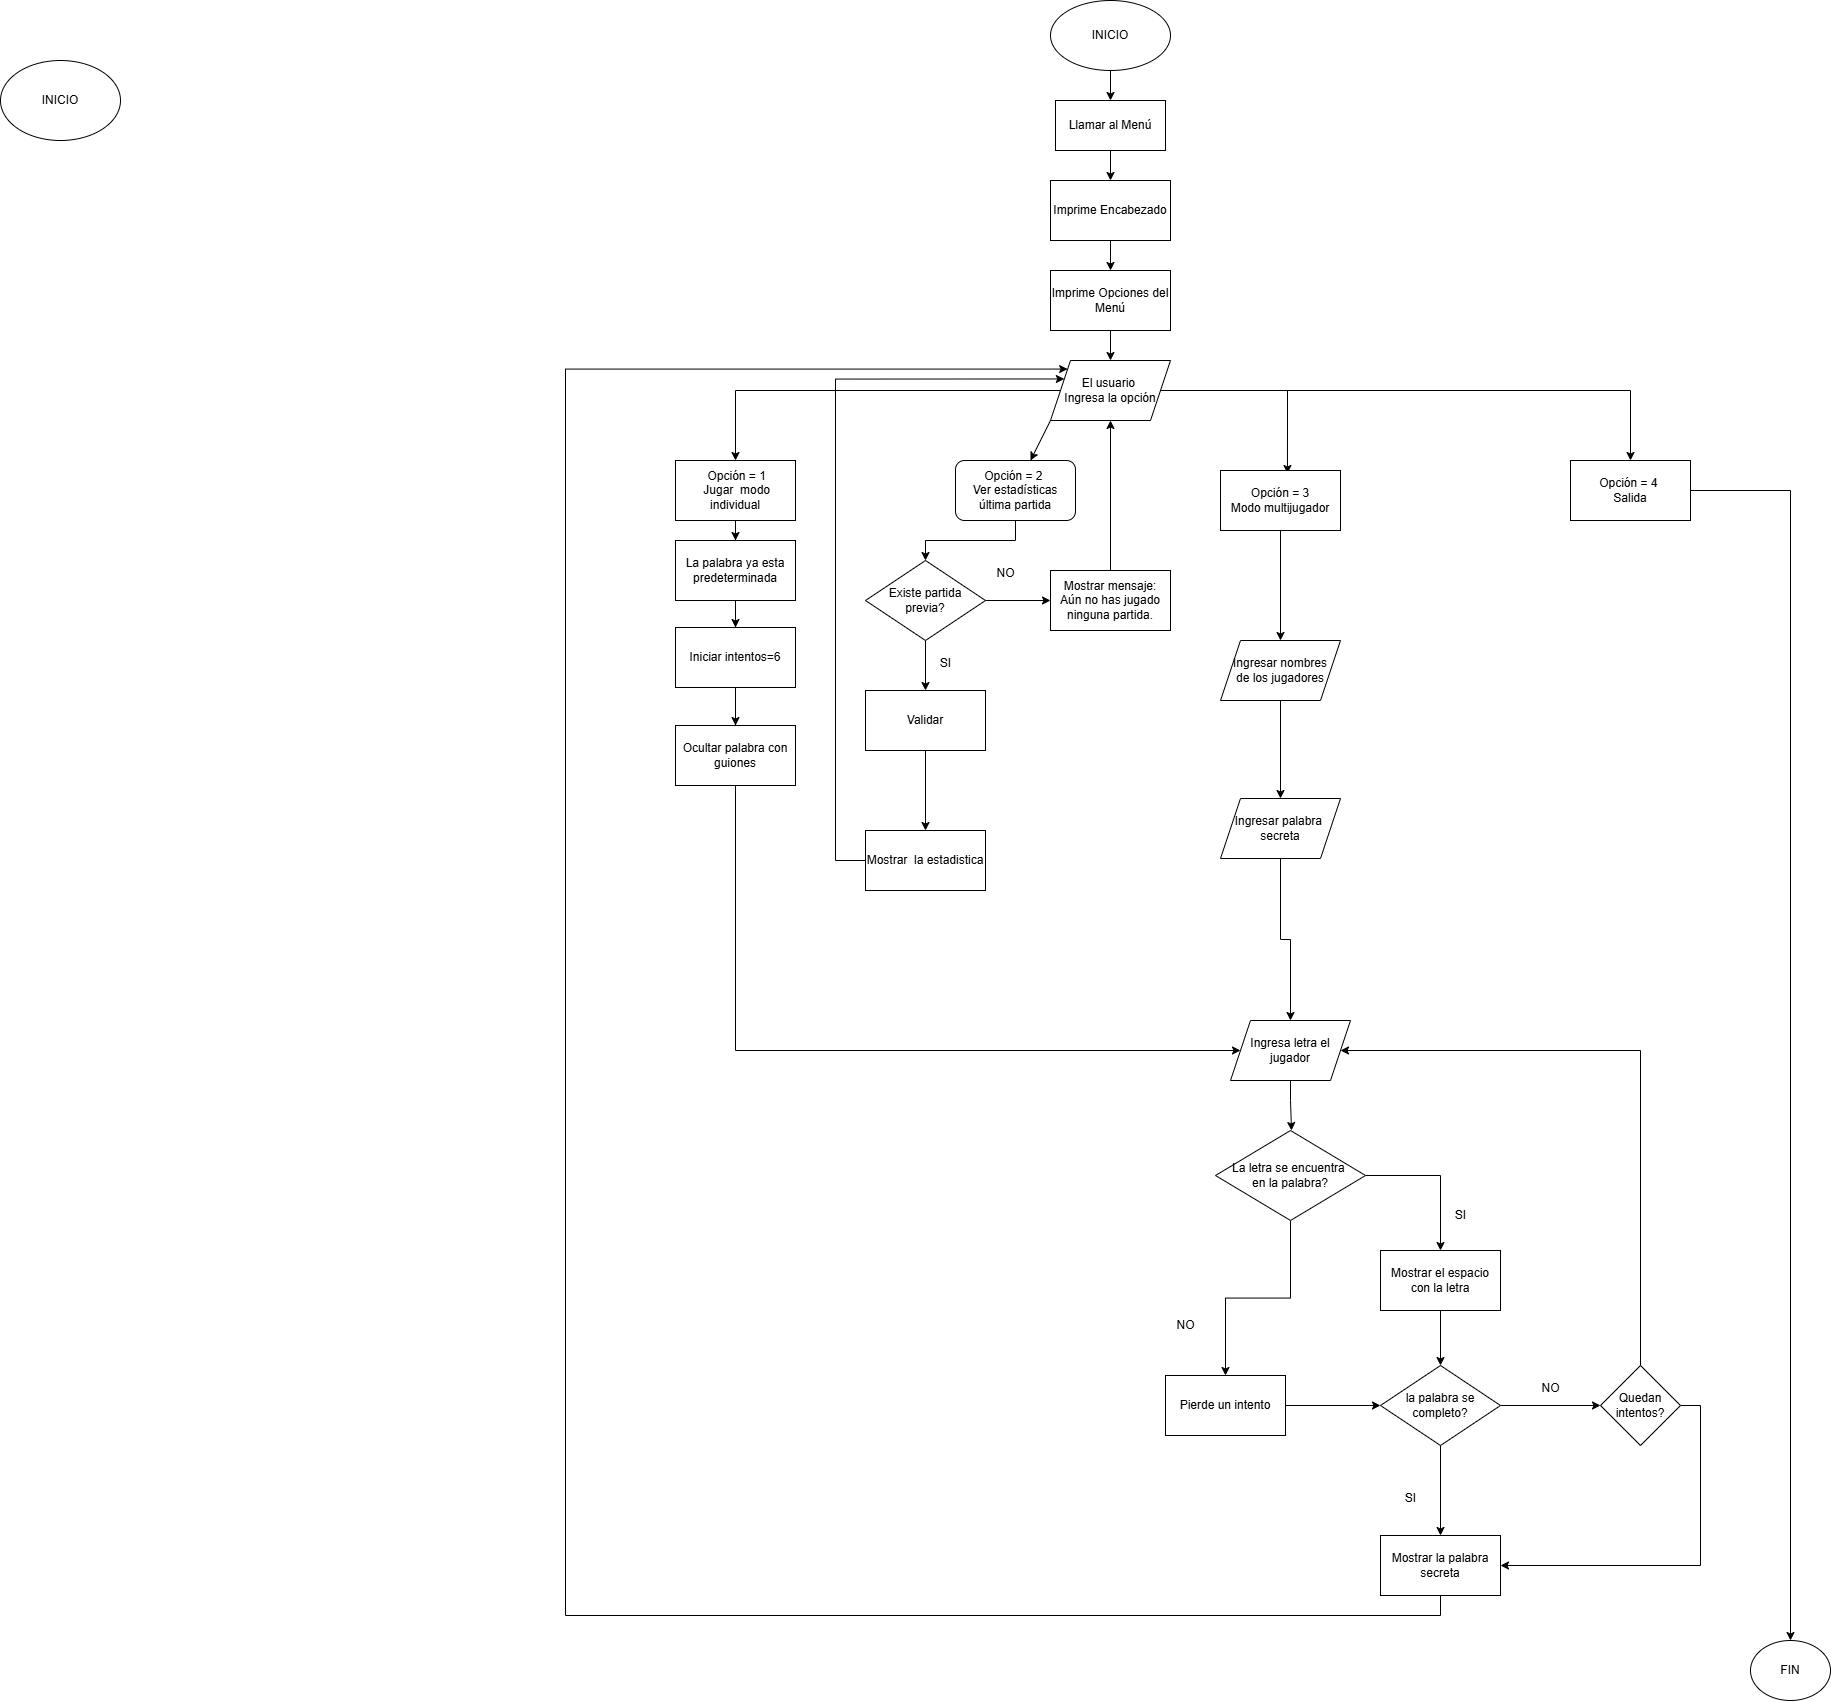 INICIO
INICIO
Llamar al Menú
Imprime Encabezado
Imprime Opciones del
Menú
El usuario
Ingresa la opción
Opción = 1
Jugar  modo
individual
Opción = 2
Ver estadísticas
última partida
Opción = 3
Modo multijugador
Opción = 4
Salida
La palabra ya esta
predeterminada
Existe partida
previa?
NO
Mostrar mensaje:
Aún no has jugado
ninguna partida.
Iniciar intentos=6
SI
Ingresar nombres
de los jugadores
Validar
Ocultar palabra con
guiones
Ingresar palabra
secreta
Mostrar  la estadistica
Ingresa letra el
jugador
La letra se encuentra
en la palabra?
SI
Mostrar el espacio
con la letra
NO
Pierde un intento
la palabra se
completo?
NO
Quedan
intentos?
SI
Mostrar la palabra
secreta
FIN